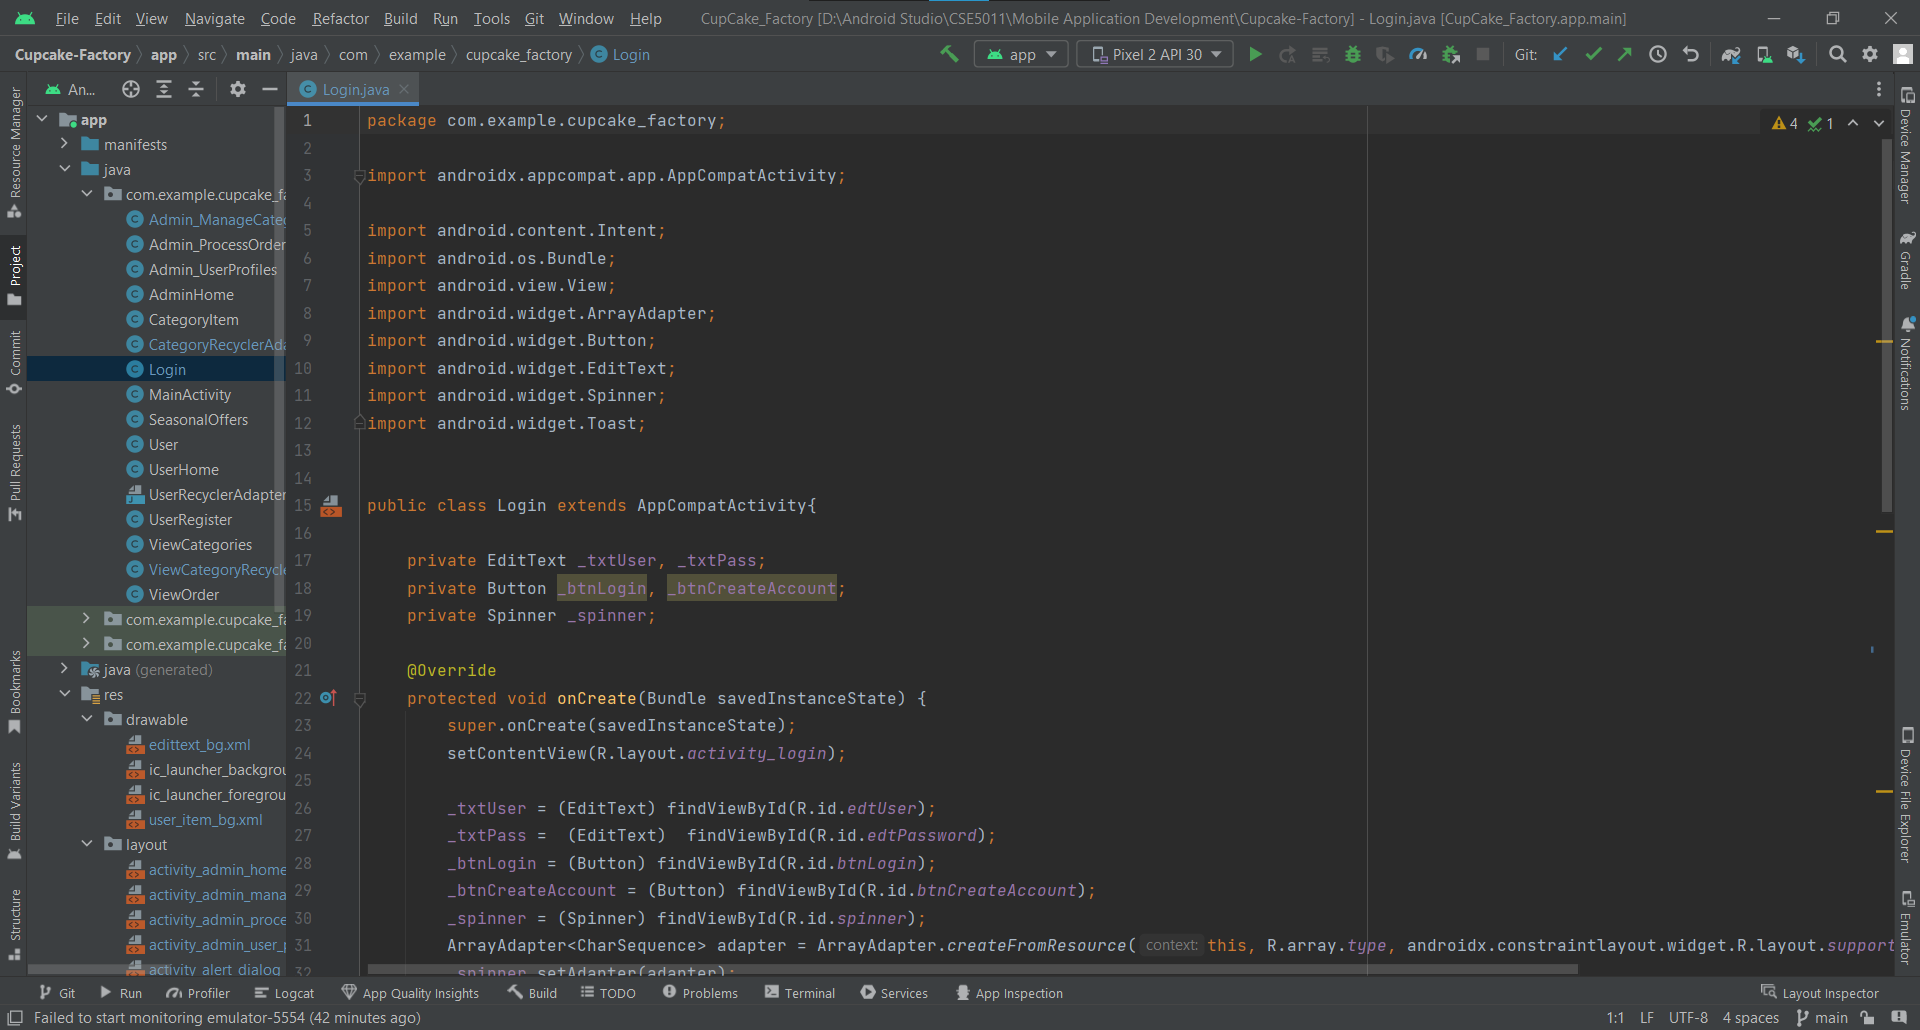 File Edit View Navigate Code Refactor Build Run Tools Git Window Help CupCake_Factory [D:\Android Studio\CSE5011\Mobile Application Development\Cupcake-Factory] - Login.java [CupCake_Factory.app.main]
Cupcake-Factory app src main java com example cupcake_factory Login app Pixel 2 API 30 Git:
An...
Login.java
Resource Manager
Project
Commit
Pull Requests
Bookmarks
Build Variants
Structure
app
manifests
java
com.example.cupcake_fa
Admin_ManageCateg
Admin_ProcessOrder
Admin_UserProfiles
AdminHome
CategoryItem
CategoryRecyclerAda
Login
MainActivity
SeasonalOffers
User
UserHome
UserRecyclerAdapter
UserRegister
ViewCategories
ViewCategoryRecycle
ViewOrder
com.example.cupcake_fa
com.example.cupcake_fa
java (generated)
res
drawable
edittext_bg.xml
ic_launcher_backgrou
ic_launcher_foregrou
user_item_bg.xml
layout
activity_admin_home
activity_admin_mana
activity_admin_proce
activity_admin_user_p
activity_alert_dialog
4 1
1 package com.example.cupcake_factory;
2
3 import androidx.appcompat.app.AppCompatActivity;
4
5 import android.content.Intent;
6 import android.os.Bundle;
7 import android.view.View;
8 import android.widget.ArrayAdapter;
9 import android.widget.Button;
10 import android.widget.EditText;
11 import android.widget.Spinner;
12 import android.widget.Toast;
13
14
15 public class Login extends AppCompatActivity{
16
17 private EditText _txtUser, _txtPass;
18 private Button _btnLogin, _btnCreateAccount;
19 private Spinner _spinner;
20
21 @Override
22 protected void onCreate(Bundle savedInstanceState) {
23 super.onCreate(savedInstanceState);
24 setContentView(R.layout.activity_login);
25
26 _txtUser = (EditText) findViewById(R.id.edtUser);
27 _txtPass = (EditText) findViewById(R.id.edtPassword);
28 _btnLogin = (Button) findViewById(R.id.btnLogin);
29 _btnCreateAccount = (Button) findViewById(R.id.btnCreateAccount);
30 _spinner = (Spinner) findViewById(R.id.spinner);
31 ArrayAdapter<CharSequence> adapter = ArrayAdapter.createFromResource( context: this, R.array.type, androidx.constraintlayout.widget.R.layout.support
32 _spinner.setAdapter(adapter);
Device Manager
Gradle
Notifications
Device File Explorer
Emulator
Git Run Profiler Logcat App Quality Insights Build TODO Problems Terminal Services App Inspection Layout Inspector
Failed to start monitoring emulator-5554 (42 minutes ago) 1:1 LF UTF-8 4 spaces main